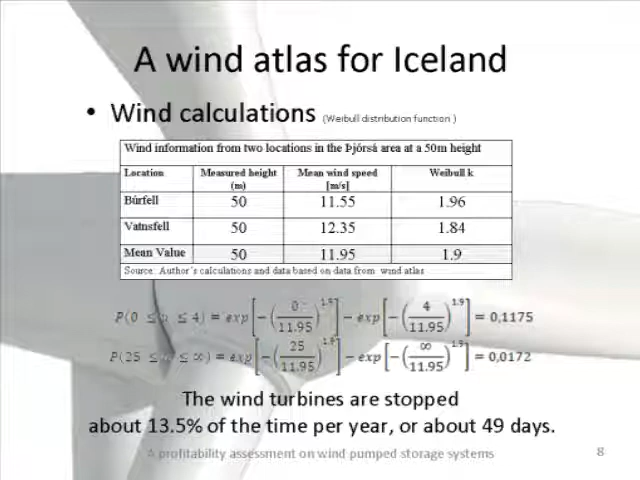 A wind atlas for Iceland
• Wind calculations (Weibull distribution function )
Wind information from two locations in the Þjórsá area at a 50m height
Location Measured height (m) Mean wind speed [m/s] Weibull k
Búrfell 50 11.55 1.96
Vatnsfell 50 12.35 1.84
Mean Value 50 11.95 1.9
Source: Author´s calculations and data based on data from wind atlas
P(0 ≤ u ≤ 4) = exp[−(0/11.95)^1.9] − exp[−(4/11.95)^1.9] = 0,1175
P(25 ≤ u ≤ ∞) = exp[−(25/11.95)^1.9] − exp[−(∞/11.95)^1.9] = 0,0172
The wind turbines are stopped
about 13.5% of the time per year, or about 49 days.
A profitability assessment on wind pumped storage systems 8